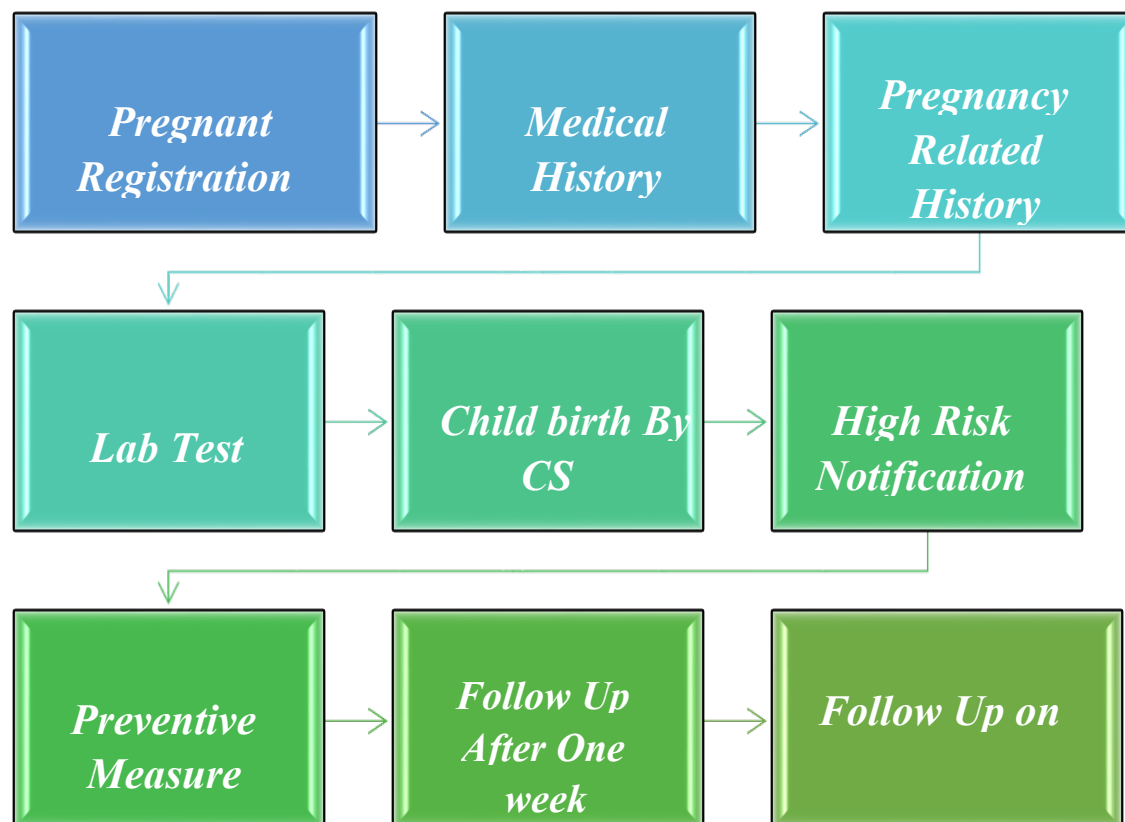 Pregnant
Registration
Medical
History
Pregnancy
Related
History
Lab Test
Child birth By
CS
High Risk
Notification
Preventive
Measure
Follow Up
After One
week
Follow Up on